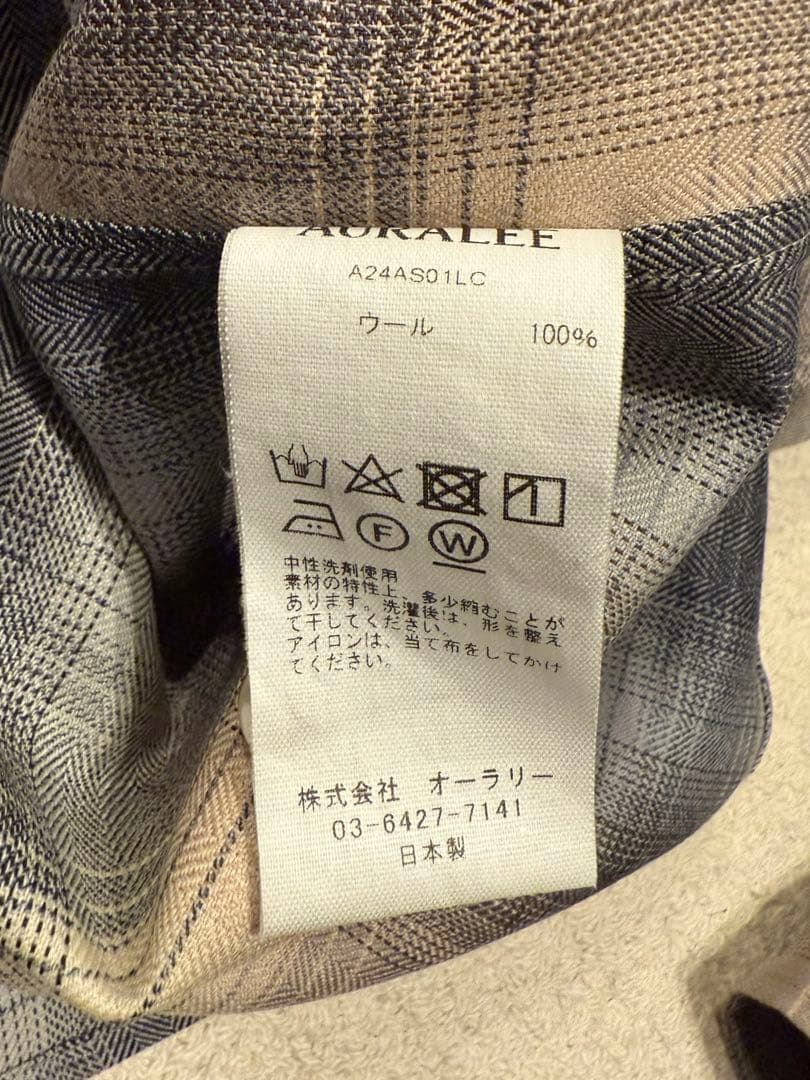 AURALEE
A24AS01LC
ウール 100%
F W
中性洗剤使用
素材の特性上、多少縮むことが
あります。洗濯後は、形を整え
て干してください。
アイロンは、当て布をしてかけ
てください。
株式会社 オーラリー
03-6427-7141
日本製